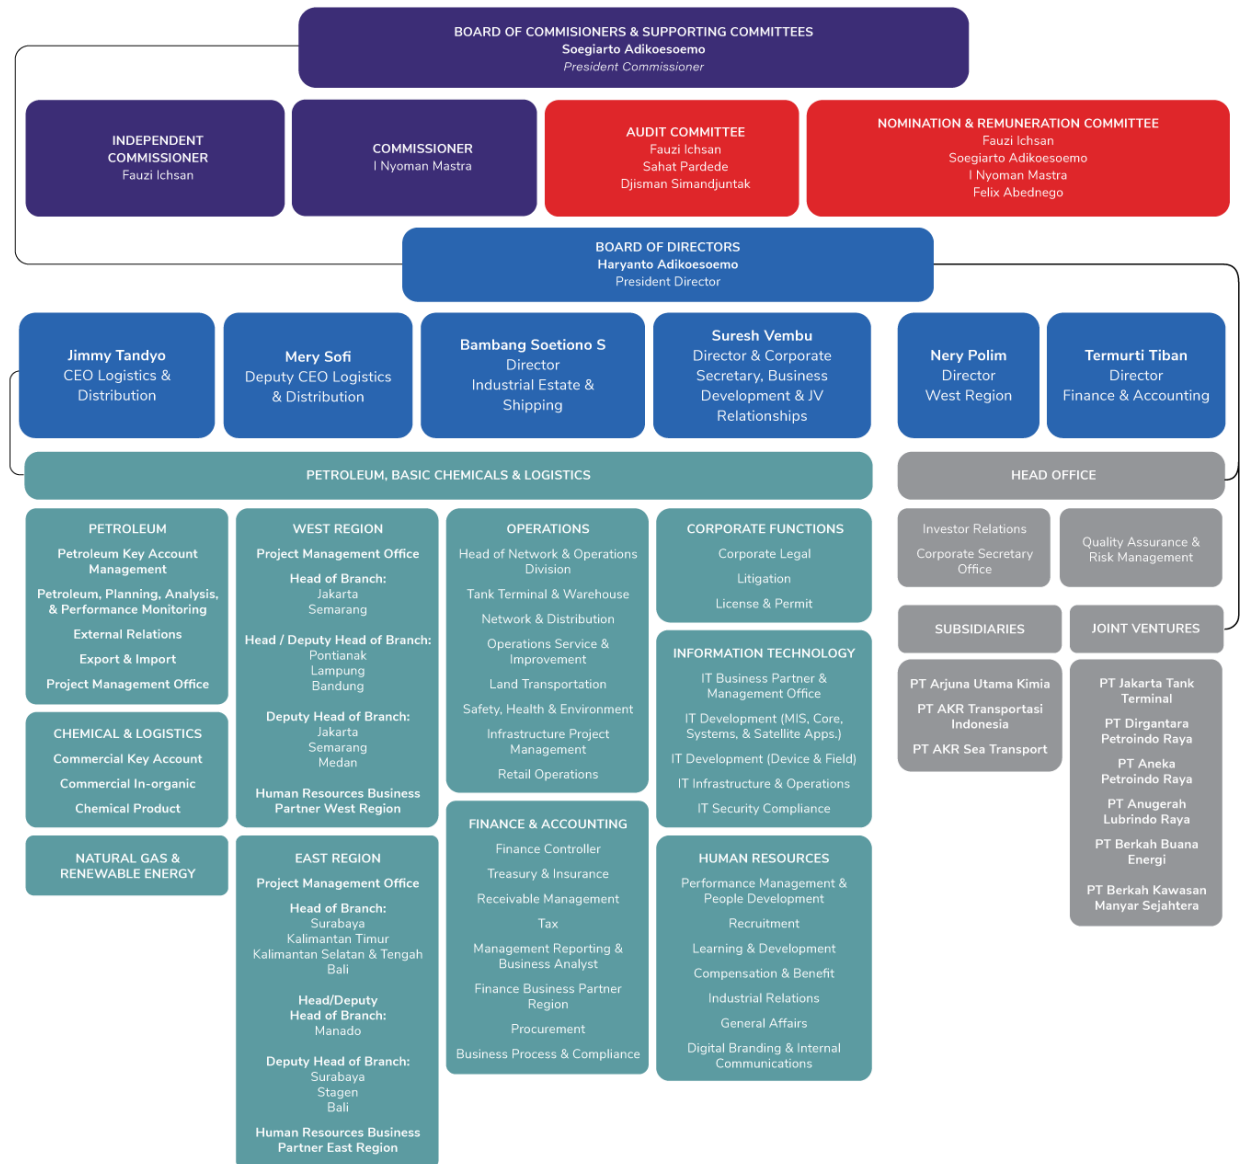 BOARD OF COMMISIONERS & SUPPORTING COMMITTEES
Soegiarto Adikoesoemo
President Commissioner
INDEPENDENT
COMMISSIONER
Fauzi Ichsan
COMMISSIONER
I Nyoman Mastra
AUDIT COMMITTEE
Fauzi Ichsan
Sahat Pardede
Djisman Simandjuntak
NOMINATION & REMUNERATION COMMITTEE
Fauzi Ichsan
Soegiarto Adikoesoemo
I Nyoman Mastra
Felix Abednego
BOARD OF DIRECTORS
Haryanto Adikoesoemo
President Director
Jimmy Tandyo
CEO Logistics &
Distribution
Mery Sofi
Deputy CEO Logistics
& Distribution
Bambang Soetiono S
Director
Industrial Estate &
Shipping
Suresh Vembu
Director & Corporate
Secretary, Business
Development & JV
Relationships
Nery Polim
Director
West Region
Termurti Tiban
Director
Finance & Accounting
PETROLEUM, BASIC CHEMICALS & LOGISTICS
PETROLEUM
Petroleum Key Account
Management
Petroleum, Planning, Analysis,
& Performance Monitoring
External Relations
Export & Import
Project Management Office
CHEMICAL & LOGISTICS
Commercial Key Account
Commercial In-organic
Chemical Product
NATURAL GAS &
RENEWABLE ENERGY
WEST REGION
Project Management Office
Head of Branch:
Jakarta
Semarang
Head / Deputy Head of Branch:
Pontianak
Lampung
Bandung
Deputy Head of Branch:
Jakarta
Semarang
Medan
Human Resources Business
Partner West Region
EAST REGION
Project Management Office
Head of Branch:
Surabaya
Kalimantan Timur
Kalimantan Selatan & Tengah
Bali
Head/Deputy
Head of Branch:
Manado
Deputy Head of Branch:
Surabaya
Stagen
Bali
Human Resources Business
Partner East Region
OPERATIONS
Head of Network & Operations
Division
Tank Terminal & Warehouse
Network & Distribution
Operations Service &
Improvement
Land Transportation
Safety, Health & Environment
Infrastructure Project
Management
Retail Operations
FINANCE & ACCOUNTING
Finance Controller
Treasury & Insurance
Receivable Management
Tax
Management Reporting &
Business Analyst
Finance Business Partner
Region
Procurement
Business Process & Compliance
CORPORATE FUNCTIONS
Corporate Legal
Litigation
License & Permit
INFORMATION TECHNOLOGY
IT Business Partner &
Management Office
IT Development (MIS, Core,
Systems, & Satellite Apps.)
IT Development (Device & Field)
IT Infrastructure & Operations
IT Security Compliance
HUMAN RESOURCES
Performance Management &
People Development
Recruitment
Learning & Development
Compensation & Benefit
Industrial Relations
General Affairs
Digital Branding & Internal
Communications
HEAD OFFICE
Investor Relations
Corporate Secretary
Office
Quality Assurance &
Risk Management
SUBSIDIARIES
PT Arjuna Utama Kimia
PT AKR Transportasi
Indonesia
PT AKR Sea Transport
JOINT VENTURES
PT Jakarta Tank
Terminal
PT Dirgantara
Petroindo Raya
PT Aneka
Petroindo Raya
PT Anugerah
Lubrindo Raya
PT Berkah Buana
Energi
PT Berkah Kawasan
Manyar Sejahtera